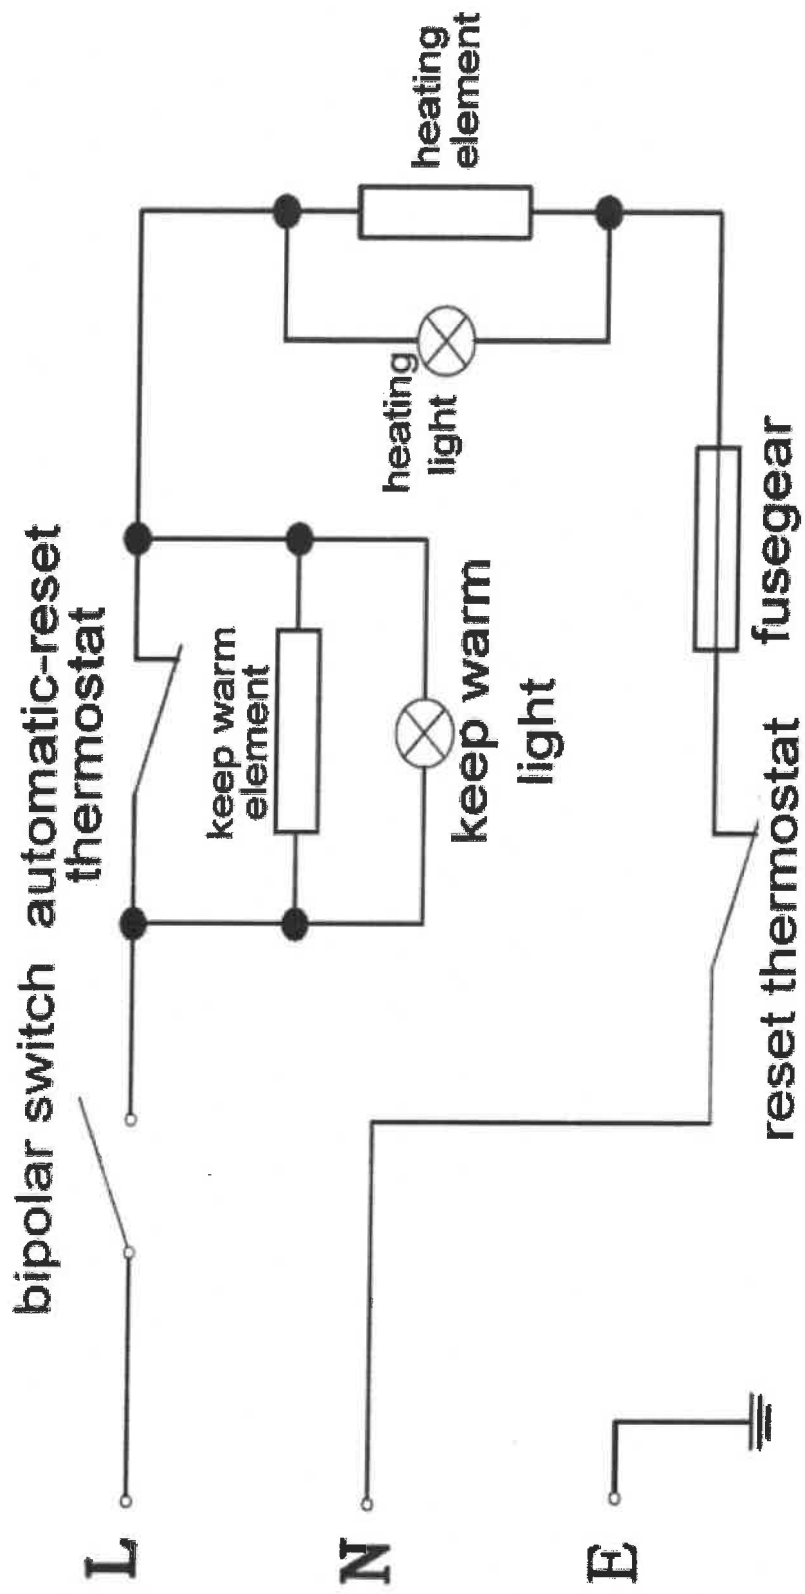 bipolar switch
automatic-reset
thermostat
keep warm
element
keep warm
light
heating
light
heating
element
L
N
E
reset thermostat
fusegear